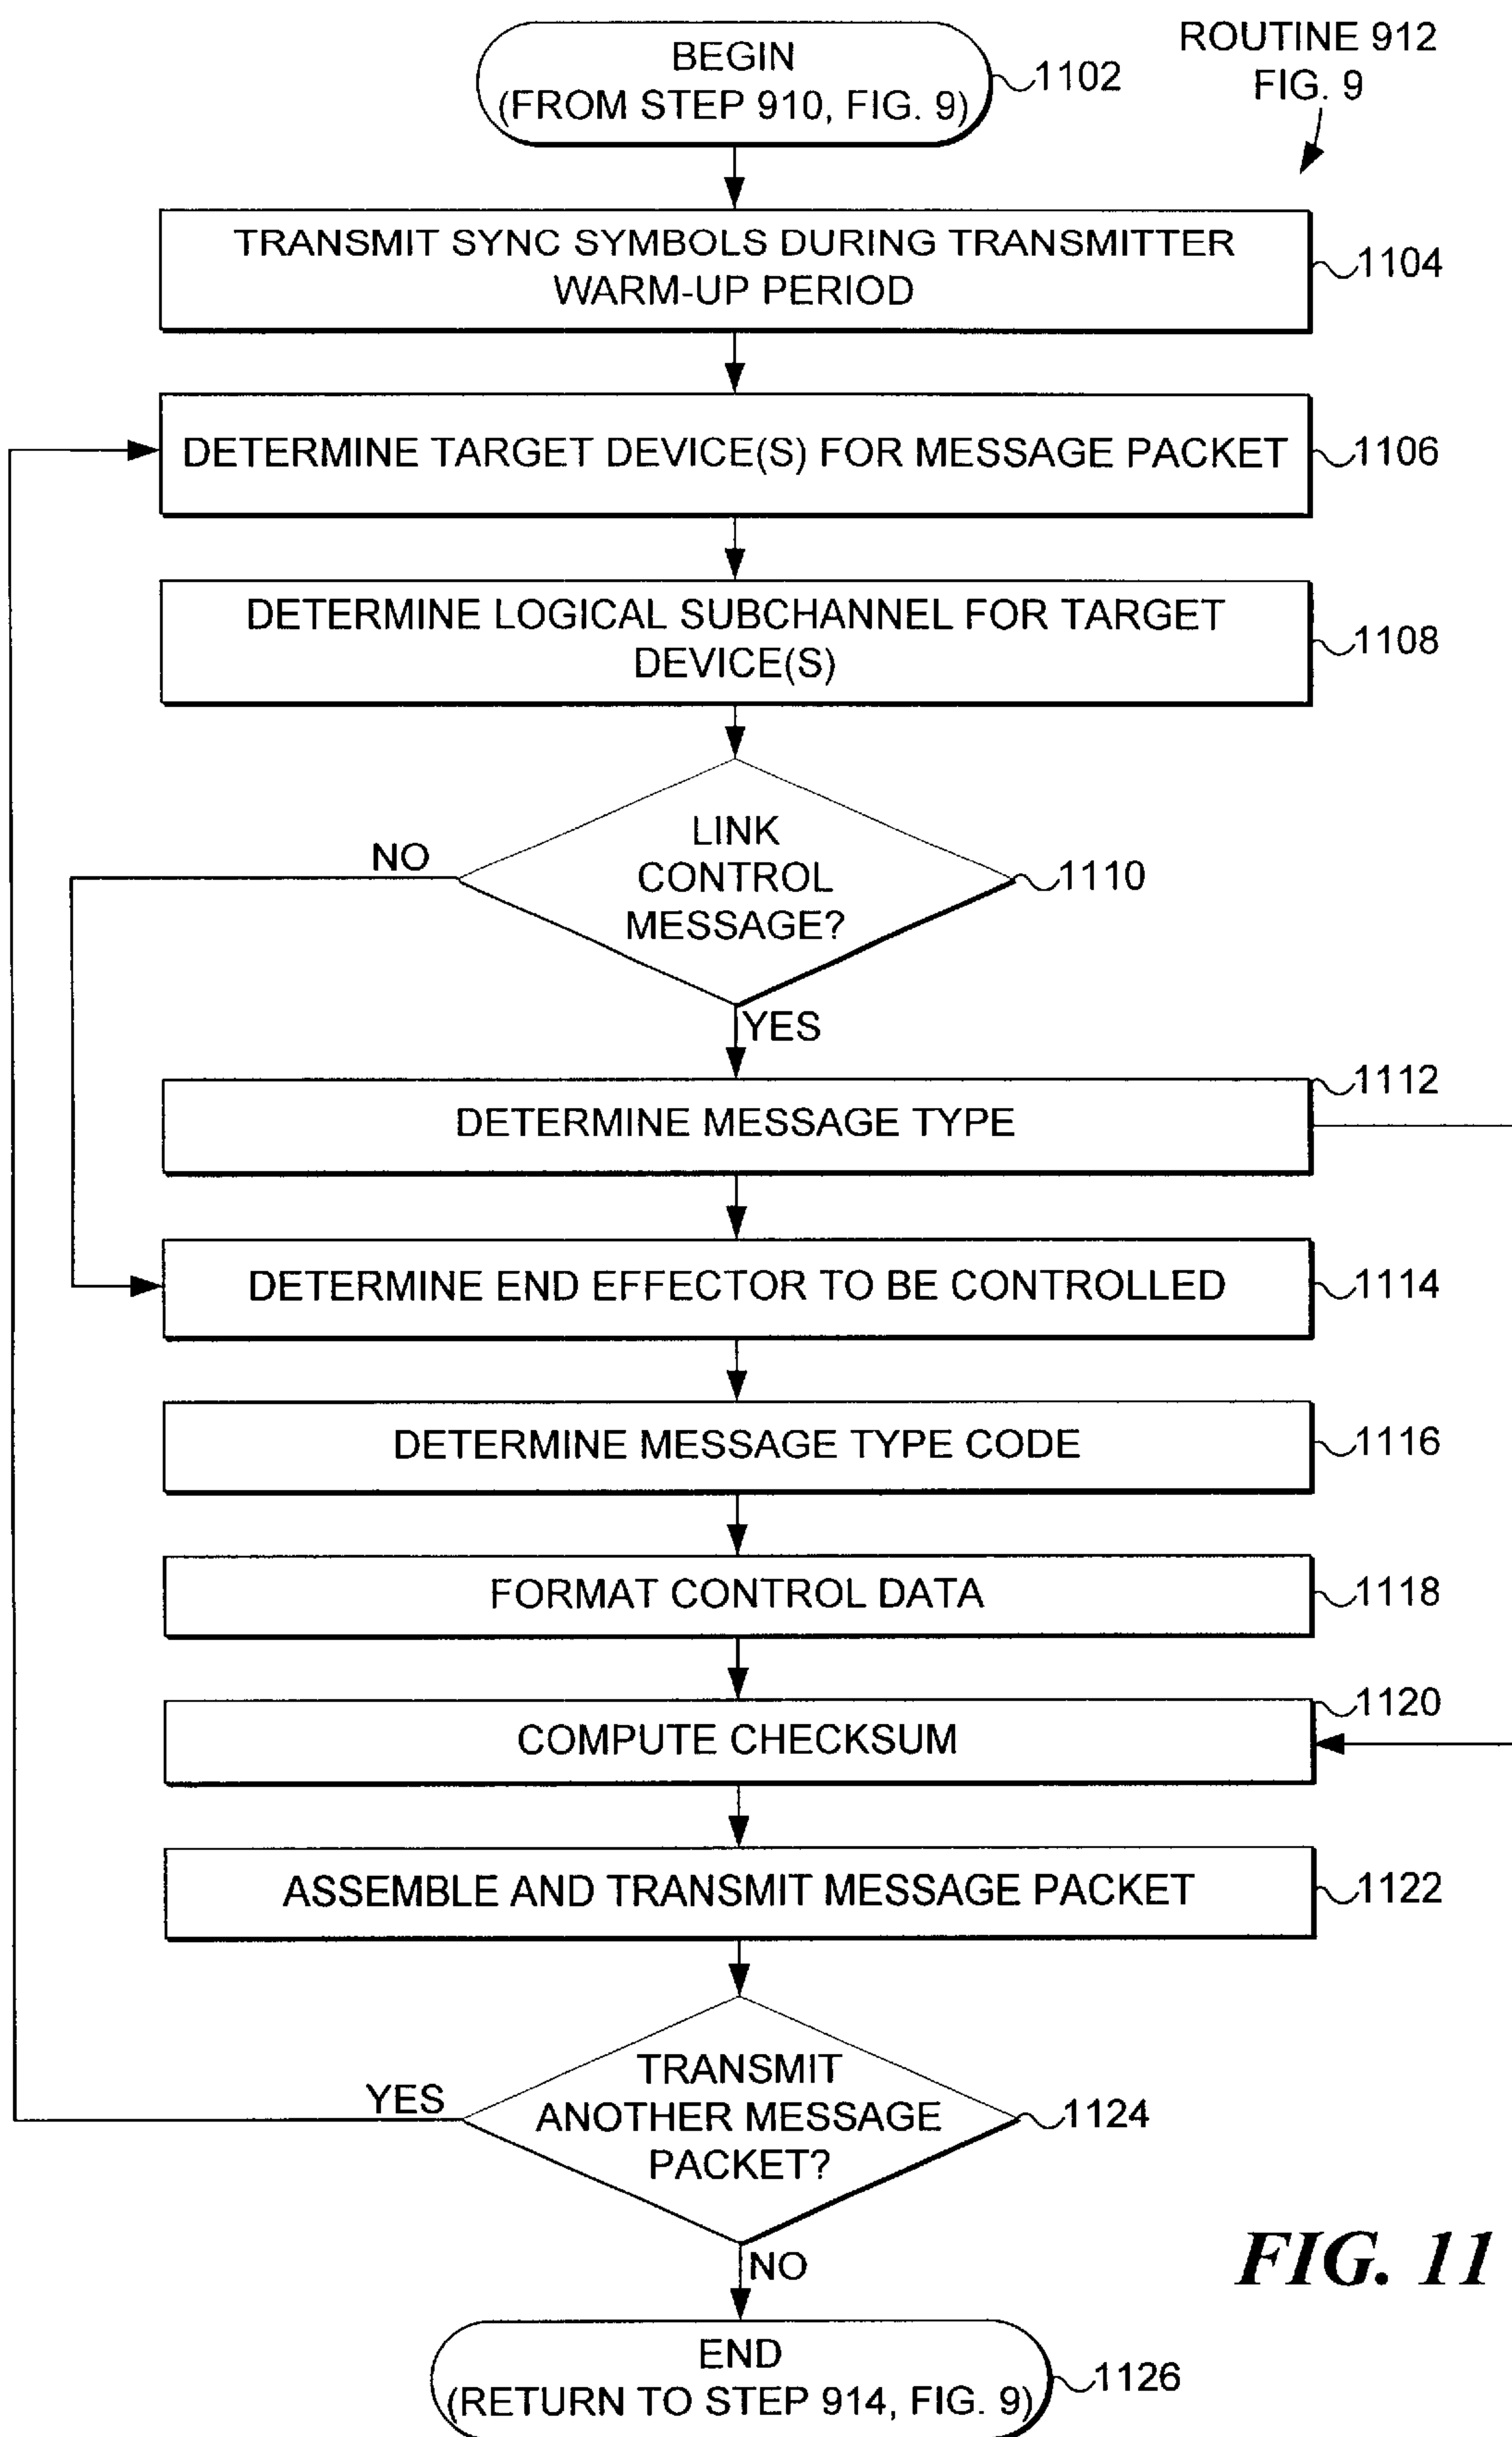 BEGIN
(FROM STEP 910, FIG. 9)
1102
ROUTINE 912
FIG. 9
TRANSMIT SYNC SYMBOLS DURING TRANSMITTER
WARM-UP PERIOD
1104
DETERMINE TARGET DEVICE(S) FOR MESSAGE PACKET
1106
DETERMINE LOGICAL SUBCHANNEL FOR TARGET
DEVICE(S)
1108
LINK
CONTROL
MESSAGE?
1110
NO
YES
DETERMINE MESSAGE TYPE
1112
DETERMINE END EFFECTOR TO BE CONTROLLED
1114
DETERMINE MESSAGE TYPE CODE
1116
FORMAT CONTROL DATA
1118
COMPUTE CHECKSUM
1120
ASSEMBLE AND TRANSMIT MESSAGE PACKET
1122
TRANSMIT
ANOTHER MESSAGE
PACKET?
1124
YES
NO
END
(RETURN TO STEP 914, FIG. 9)
1126
FIG. 11